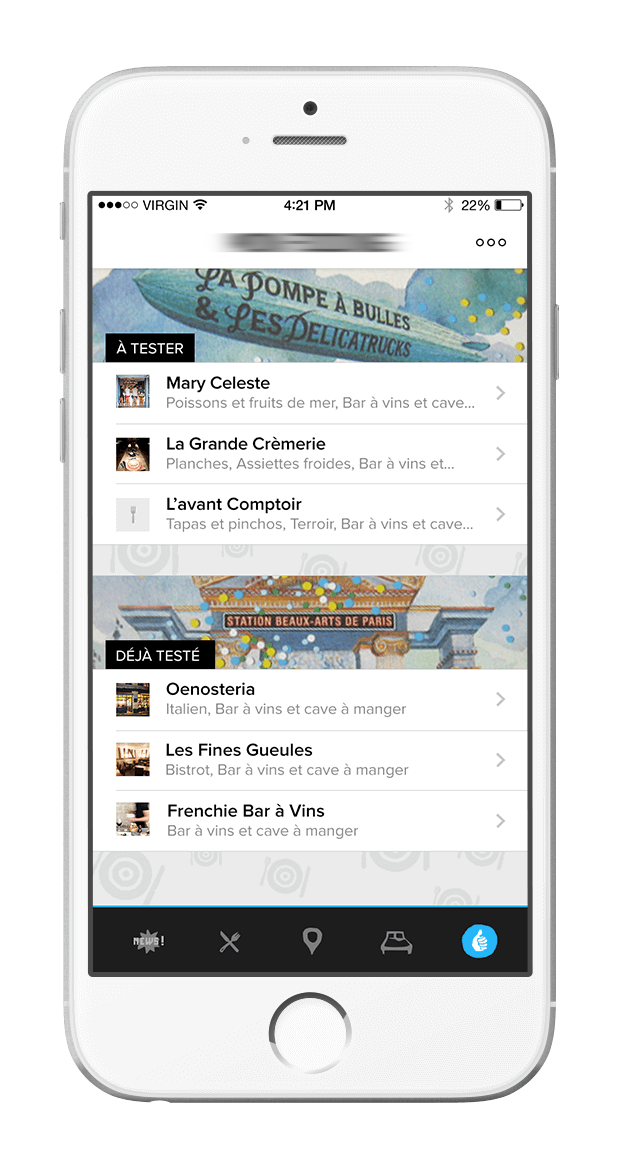 VIRGIN 4:21 PM 22%
LA POMPE À BULLES
& LES DELICATRUCKS
À TESTER
Mary Celeste
Poissons et fruits de mer, Bar à vins et cave...
La Grande Crèmerie
Planches, Assiettes froides, Bar à vins et...
L'avant Comptoir
Tapas et pinchos, Terroir, Bar à vins et cave...
STATION BEAUX-ARTS DE PARIS
DÉJÀ TESTÉ
Oenosteria
Italien, Bar à vins et cave à manger
Les Fines Gueules
Bistrot, Bar à vins et cave à manger
Frenchie Bar à Vins
Bar à vins et cave à manger
NEWS!